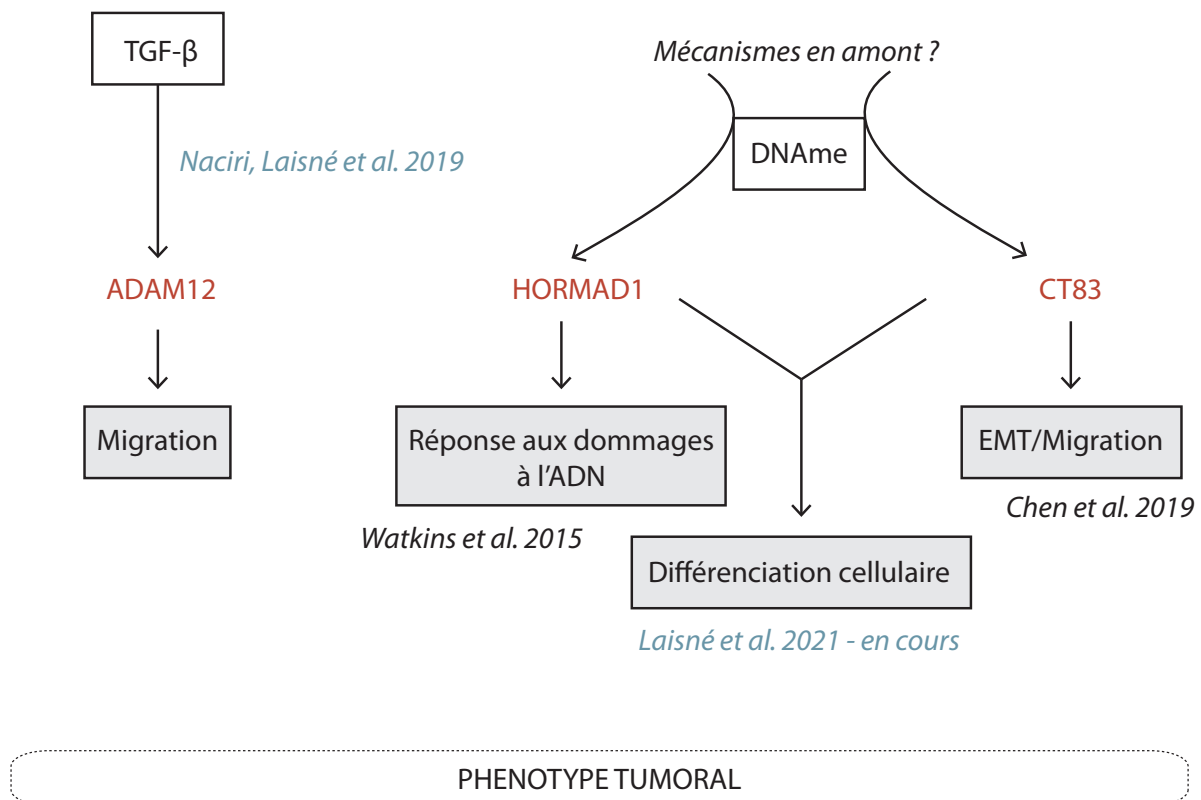 TGF-β
Mécanismes en amont ?
DNAme
Naciri, Laisné et al. 2019
ADAM12
HORMAD1
CT83
Migration
Réponse aux dommages
à l'ADN
EMT/Migration
Watkins et al. 2015
Chen et al. 2019
Différenciation cellulaire
Laisné et al. 2021 - en cours
PHENOTYPE TUMORAL